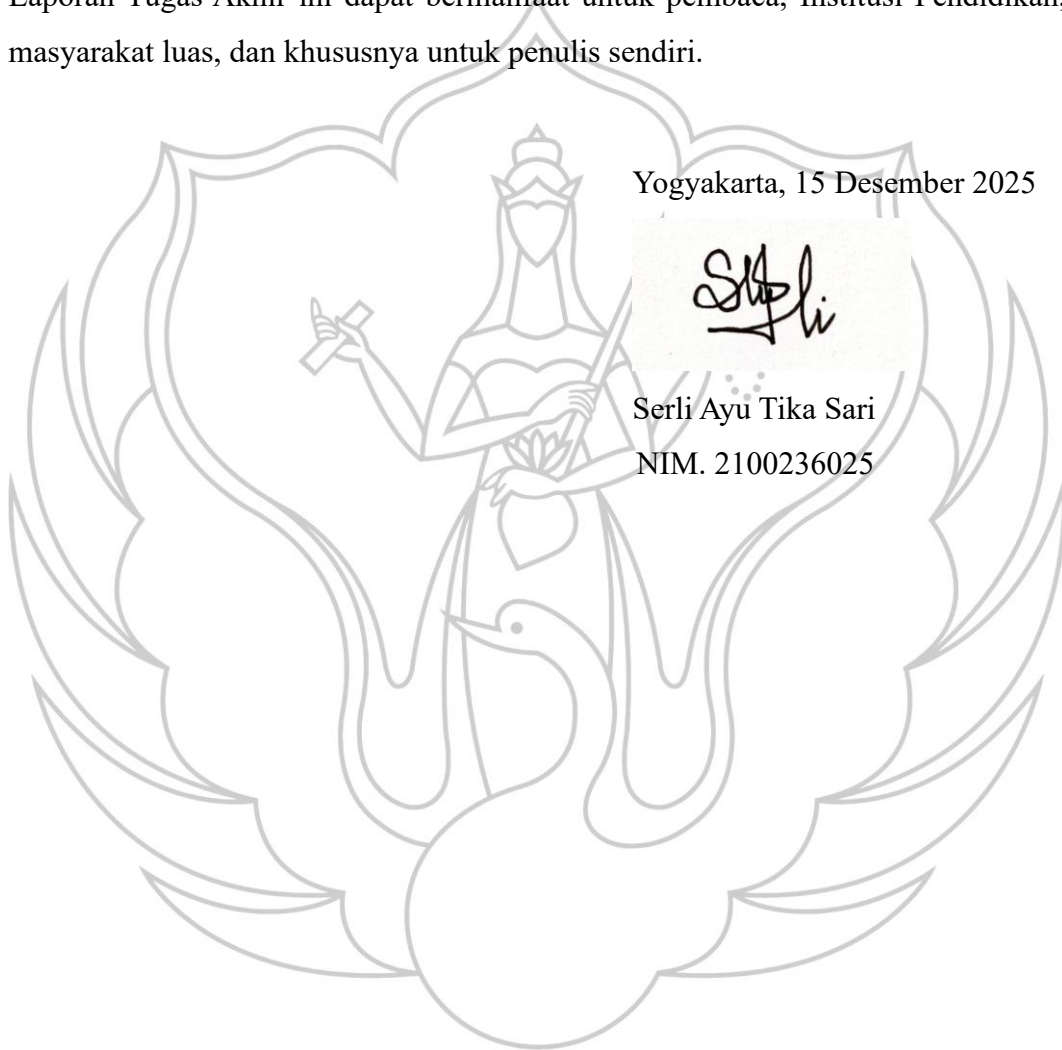 Laporan Tugas Akhir ini dapat bermanfaat untuk pembaca, Institusi Pendidikan,
masyarakat luas, dan khususnya untuk penulis sendiri.
Yogyakarta, 15 Desember 2025
Serli
Serli Ayu Tika Sari
NIM. 2100236025